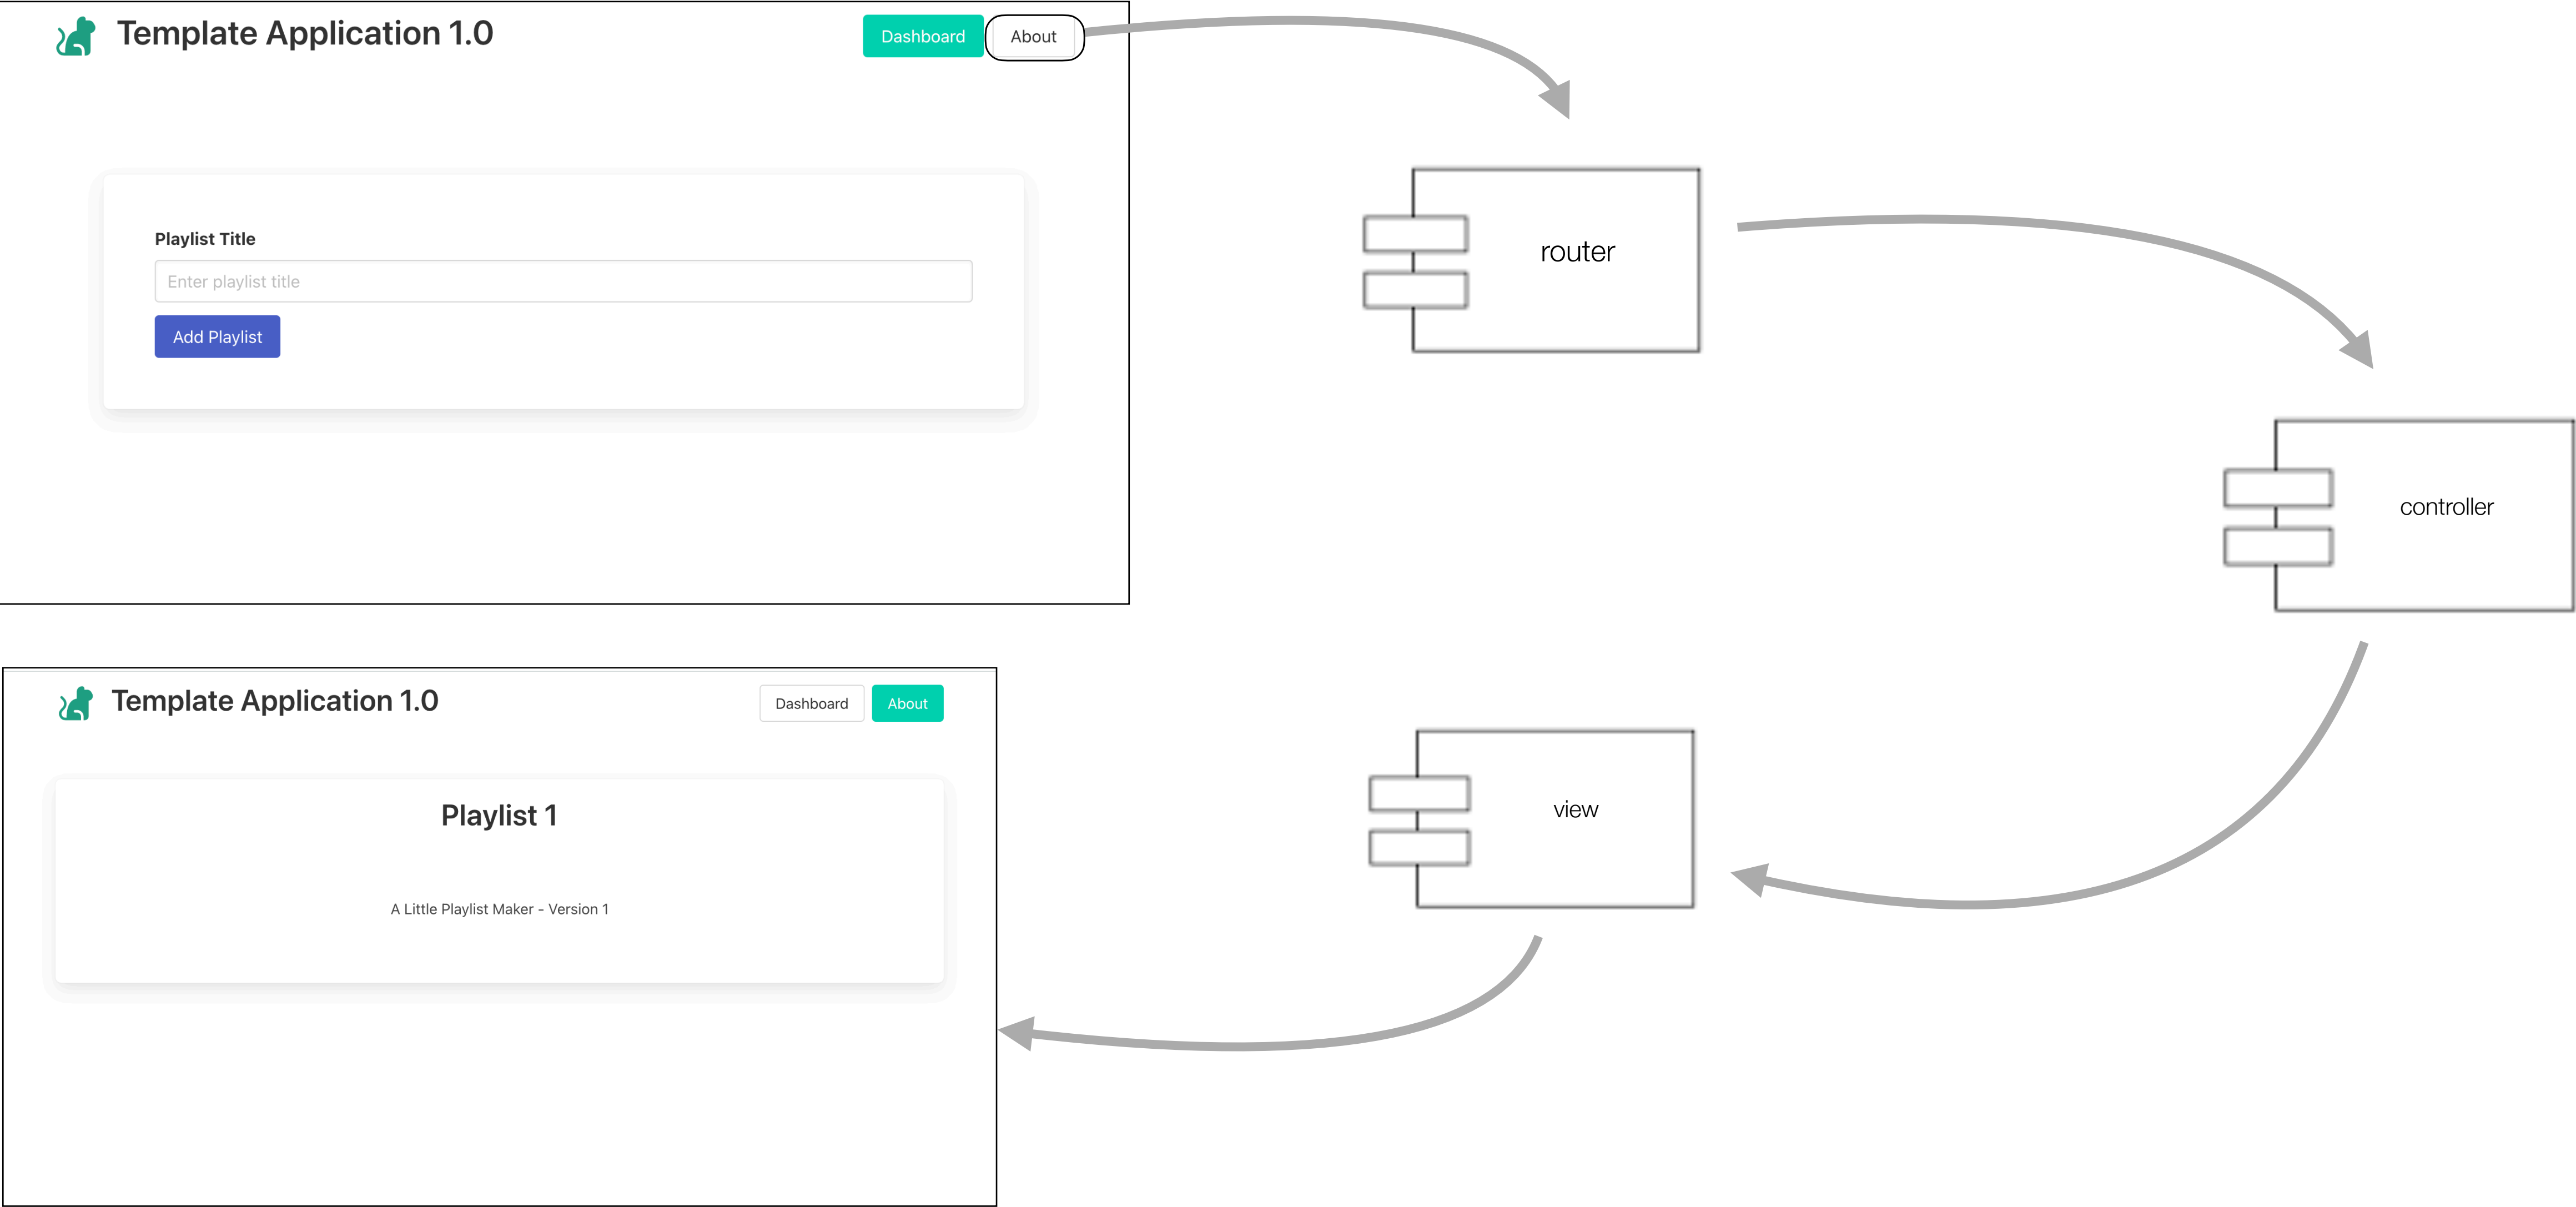 Template Application 1.0
Dashboard
About
Playlist Title
Enter playlist title
Add Playlist
router
controller
view
Template Application 1.0
Dashboard
About
Playlist 1
A Little Playlist Maker - Version 1